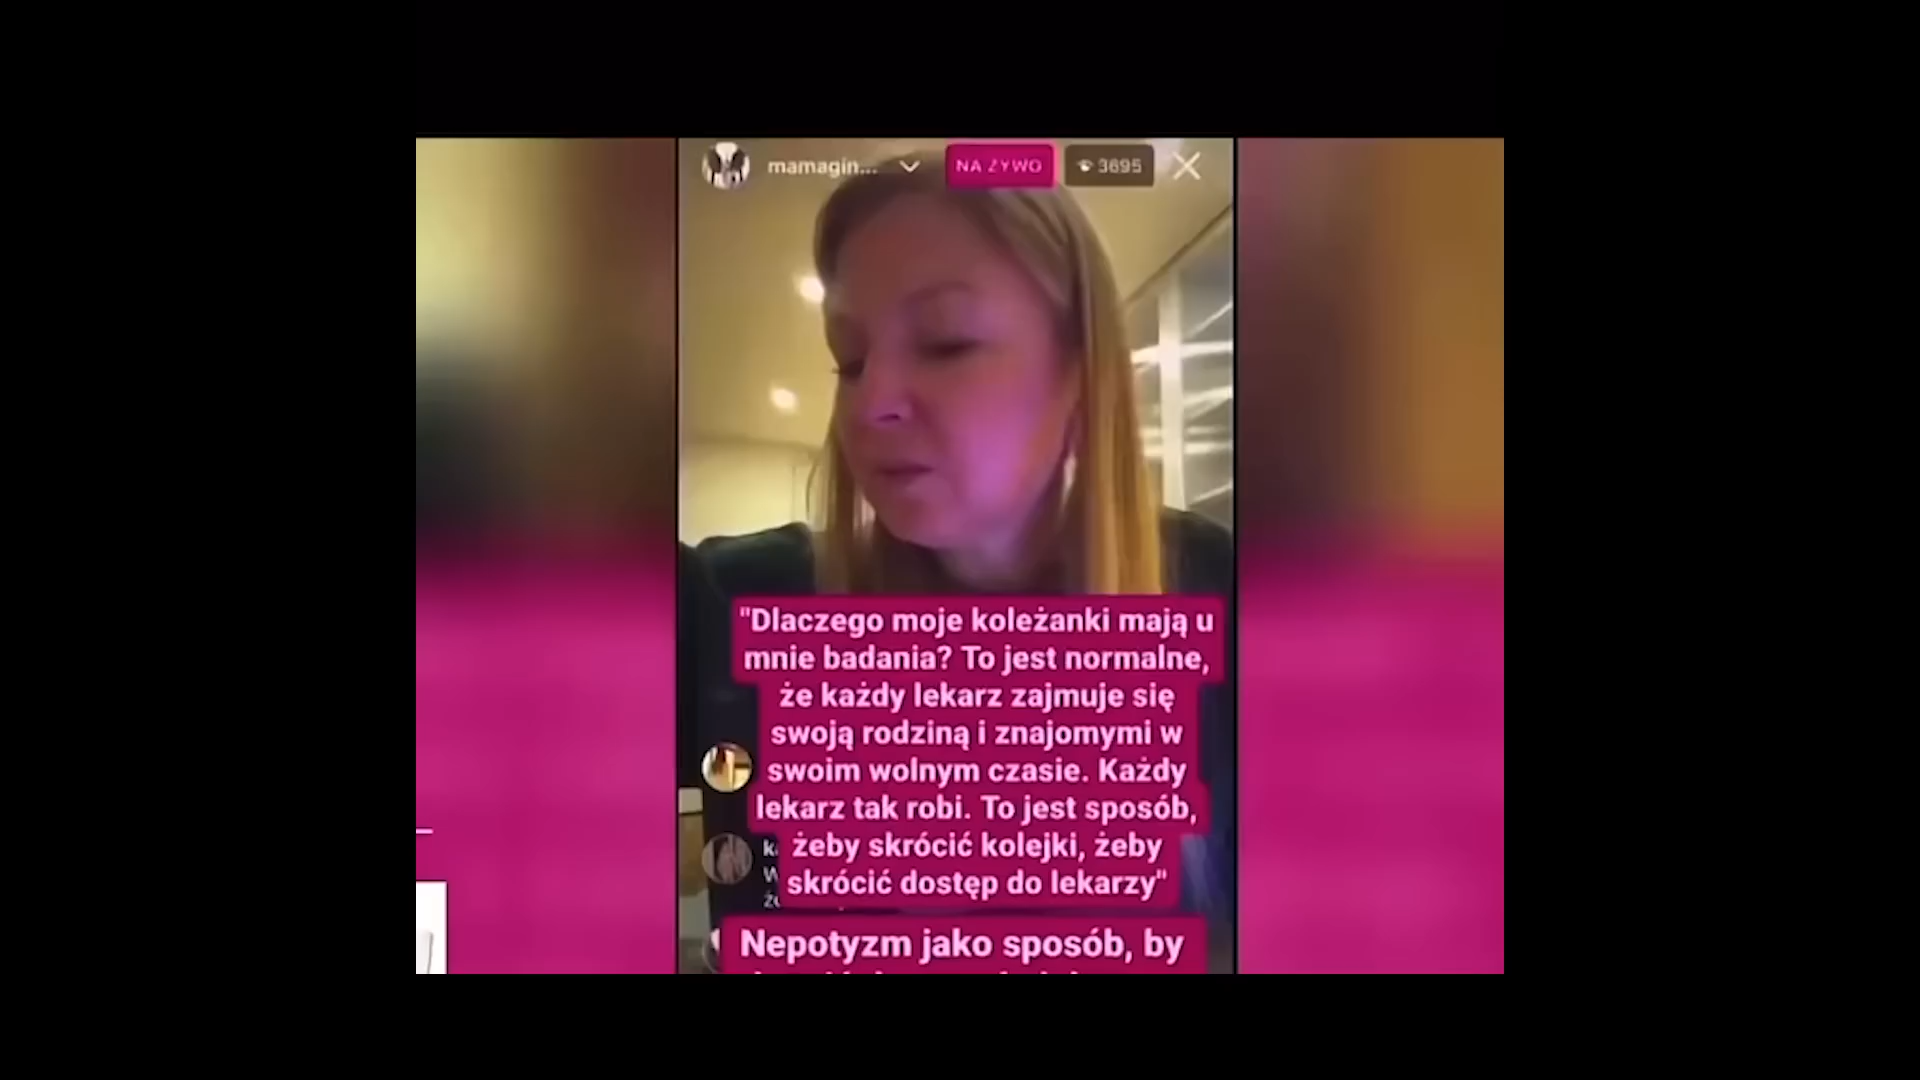 mamagin...
NA ŻYWO
3695
"Dlaczego moje koleżanki mają u
mnie badania? To jest normalne,
że każdy lekarz zajmuje się
swoją rodziną i znajomymi w
swoim wolnym czasie. Każdy
lekarz tak robi. To jest sposób,
żeby skrócić kolejki, żeby
skrócić dostęp do lekarzy"
Nepotyzm jako sposób, by